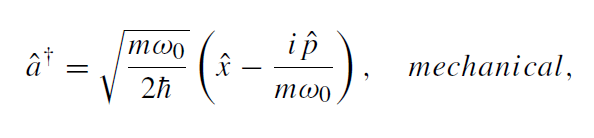 â† = √(mω₀/2ħ) (x̂ − ip̂/mω₀), mechanical,